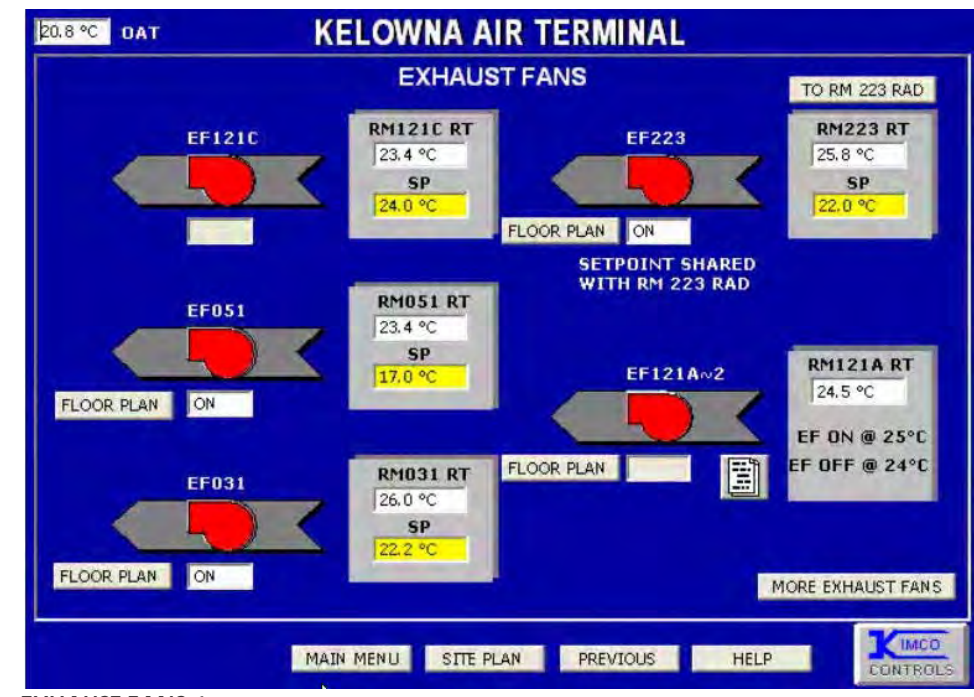 20.8 °C OAT
KELOWNA AIR TERMINAL
EXHAUST FANS
TO RM 223 RAD
EF121C
RM121C RT
23.4 °C
SP
24.0 °C
EF223
RM223 RT
25.8 °C
SP
22.0 °C
FLOOR PLAN
ON
SETPOINT SHARED
WITH RM 223 RAD
EF051
RM051 RT
23.4 °C
SP
17.0 °C
FLOOR PLAN
ON
EF121A~2
RM121A RT
24.5 °C
EF ON @ 25°C
EF OFF @ 24°C
FLOOR PLAN
EF031
RM031 RT
26.0 °C
SP
22.2 °C
FLOOR PLAN
ON
MORE EXHAUST FANS
MAIN MENU
SITE PLAN
PREVIOUS
HELP
KIMCO
CONTROLS